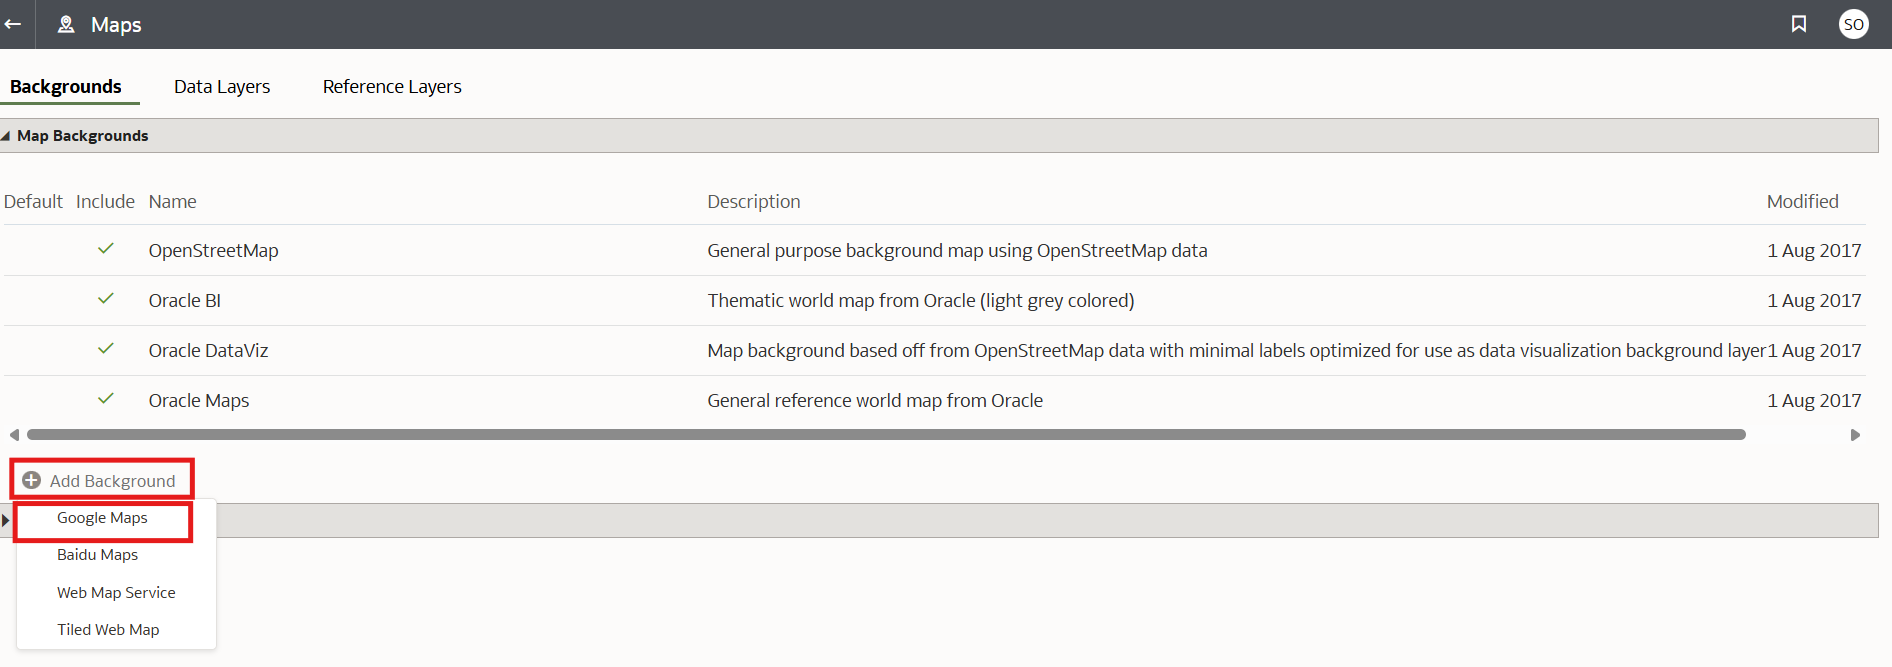 Maps
SO
Backgrounds Data Layers Reference Layers
Map Backgrounds
Default Include Name Description Modified
OpenStreetMap General purpose background map using OpenStreetMap data 1 Aug 2017
Oracle BI Thematic world map from Oracle (light grey colored) 1 Aug 2017
Oracle DataViz Map background based off from OpenStreetMap data with minimal labels optimized for use as data visualization background layer 1 Aug 2017
Oracle Maps General reference world map from Oracle 1 Aug 2017
Add Background
Google Maps
Baidu Maps
Web Map Service
Tiled Web Map